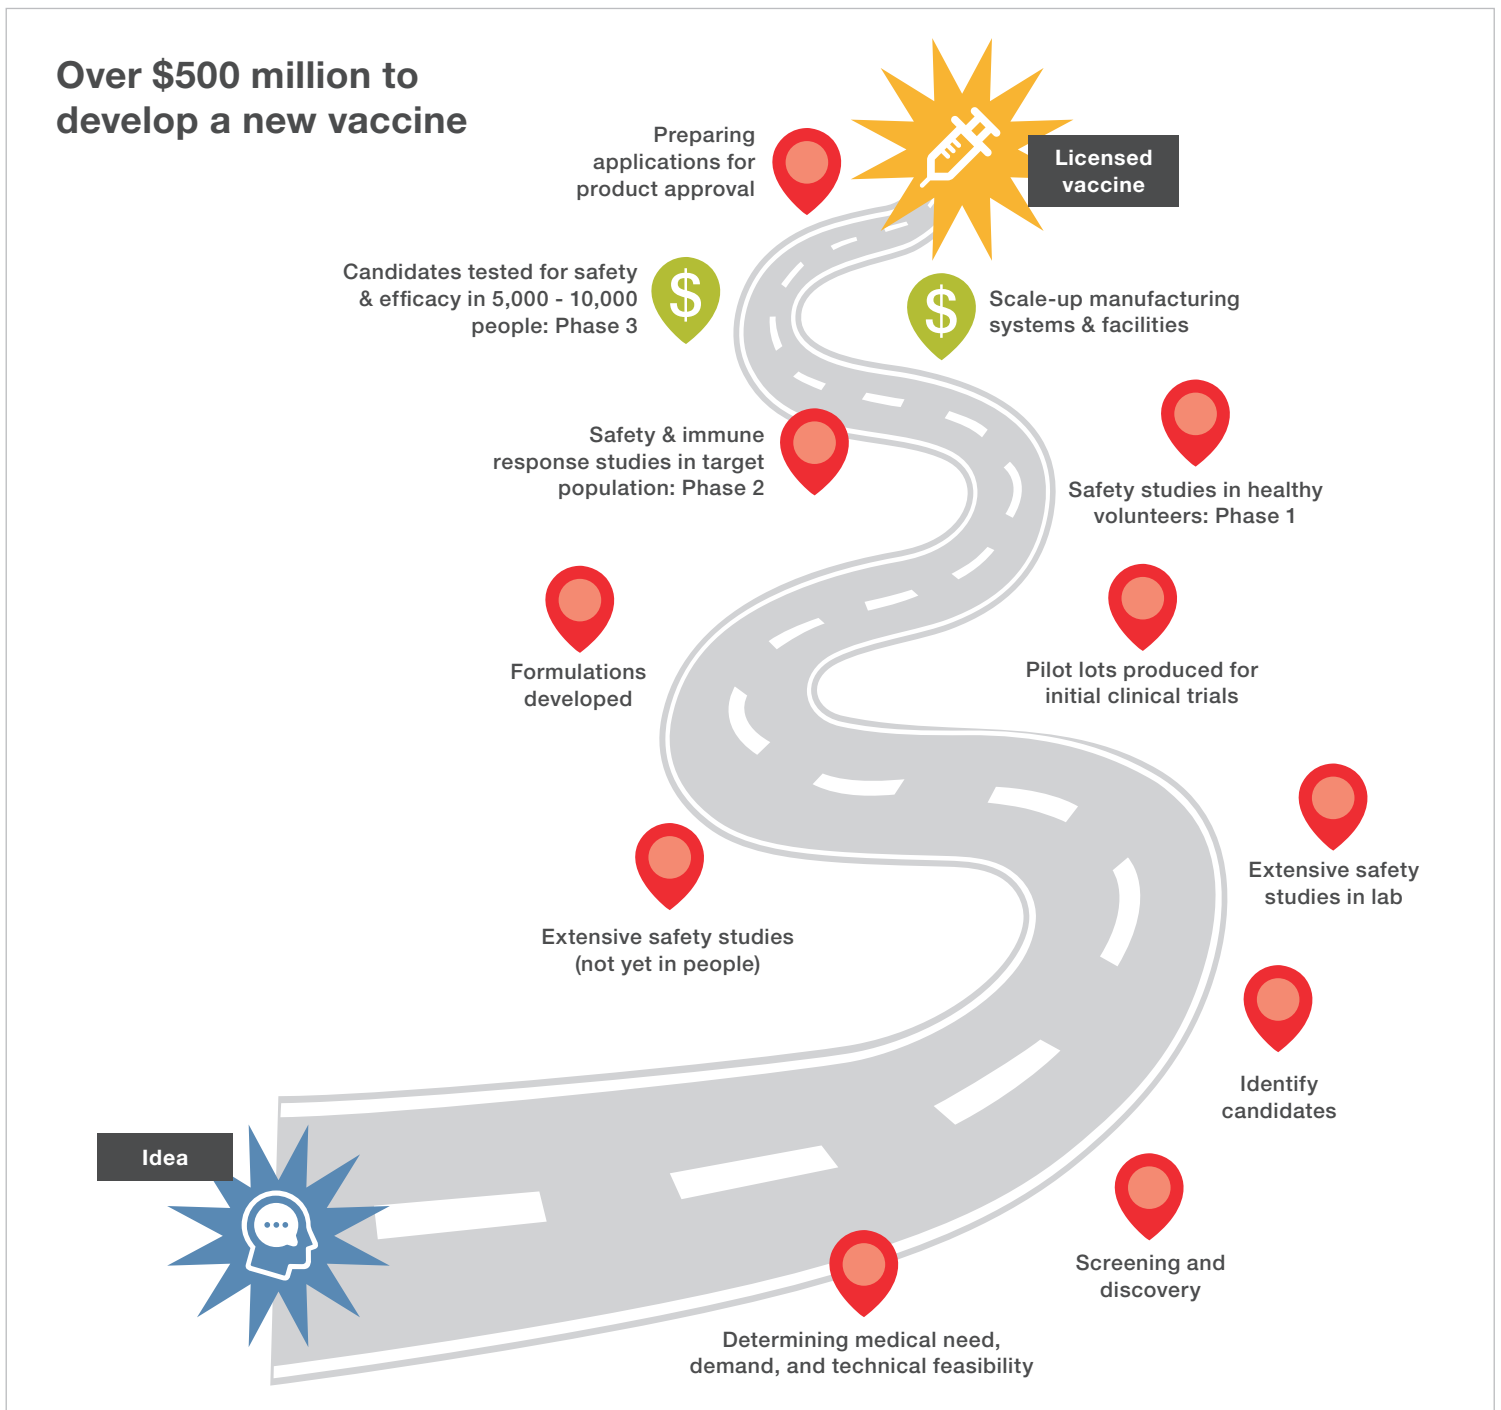 Over $500 million to
develop a new vaccine
Preparing
applications for
product approval
Licensed
vaccine
Candidates tested for safety
& efficacy in 5,000 - 10,000
people: Phase 3
$
$
Scale-up manufacturing
systems & facilities
Safety & immune
response studies in target
population: Phase 2
Safety studies in healthy
volunteers: Phase 1
Formulations
developed
Pilot lots produced for
initial clinical trials
Extensive safety
studies in lab
Extensive safety studies
(not yet in people)
Identify
candidates
Idea
Screening and
discovery
Determining medical need,
demand, and technical feasibility